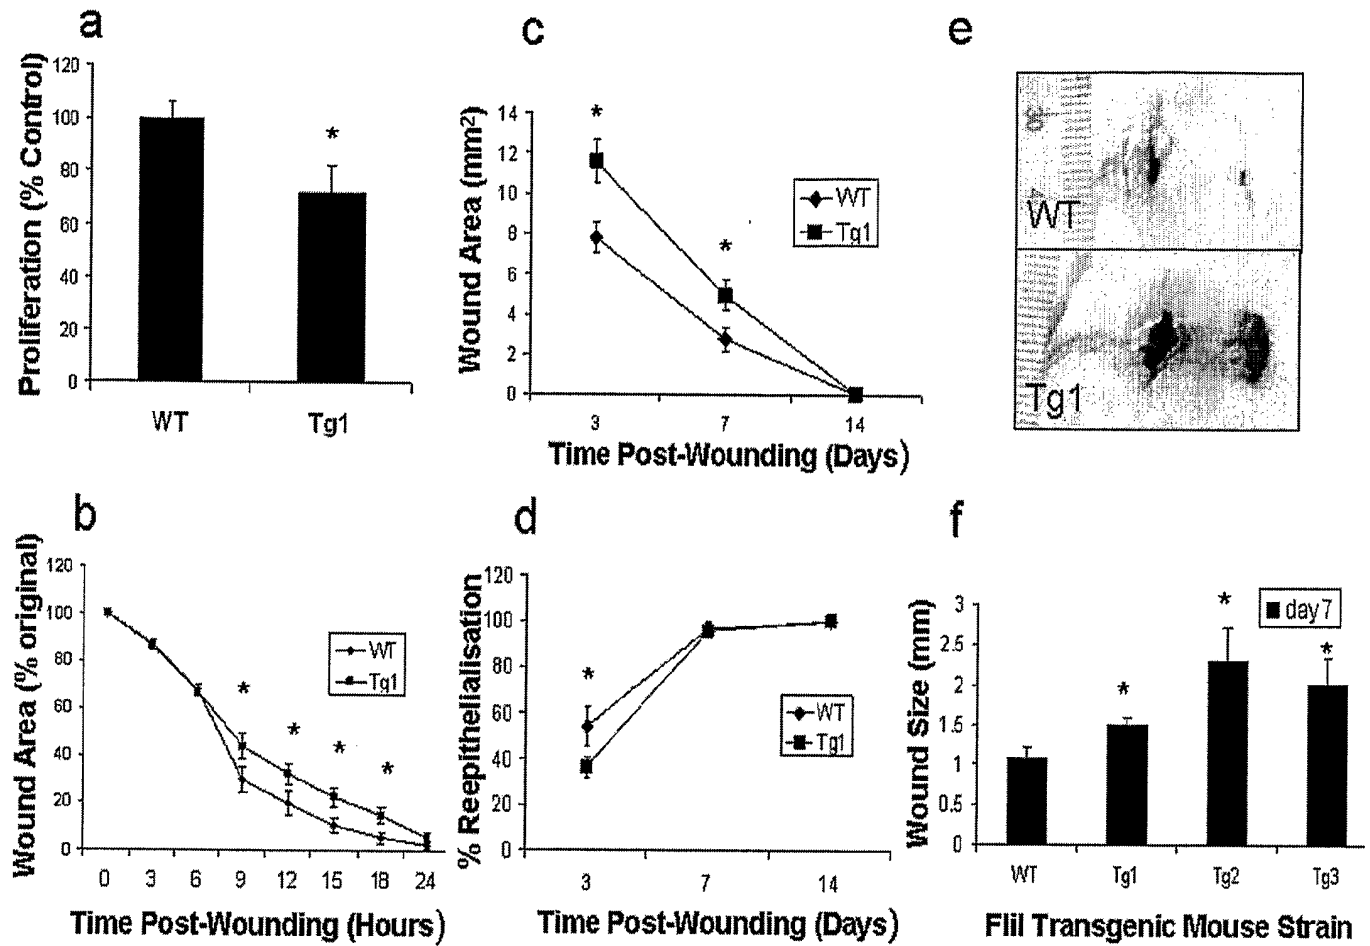 a
Proliferation (% Control)
120
100
80
60
40
20
0
*
WT
Tg1
c
Wound Area (mm²)
14
12
10
8
6
4
2
0
*
*
WT
Tg1
3
7
14
Time Post-Wounding (Days)
e
WT
Tg1
b
Wound Area (% original)
120
100
80
60
40
20
0
*
*
*
*
WT
Tg1
0
3
6
9
12
15
18
24
Time Post-Wounding (Hours)
d
% Reepithelialisation
120
100
80
60
40
20
0
*
WT
Tg1
3
7
14
Time Post-Wounding (Days)
f
Wound Size (mm)
3
2.5
2
1.5
1
0.5
0
day 7
*
*
*
WT
Tg1
Tg2
Tg3
FliI Transgenic Mouse Strain